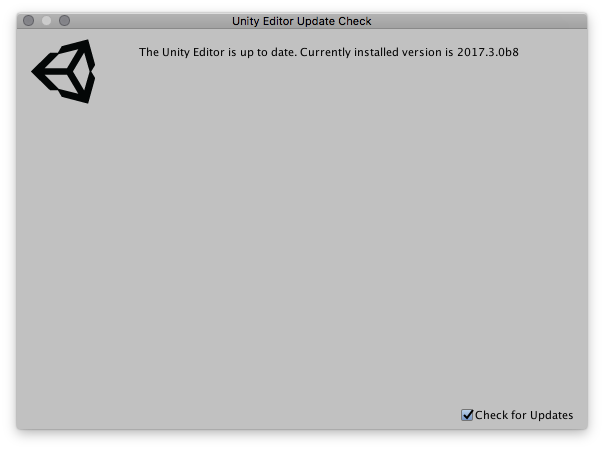 Unity Editor Update Check
The Unity Editor is up to date. Currently installed version is 2017.3.0b8
Check for Updates